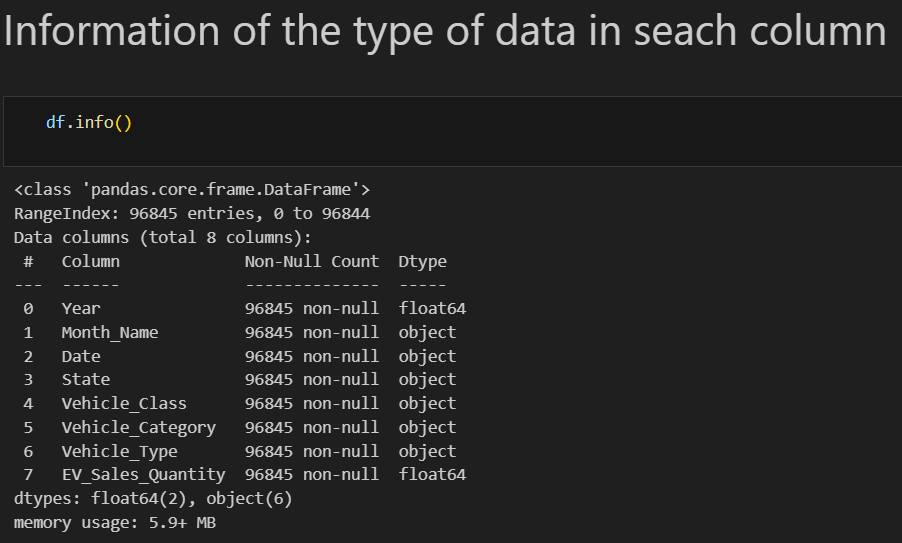 Information of the type of data in seach column
df.info()
<class 'pandas.core.frame.DataFrame'>
RangeIndex: 96845 entries, 0 to 96844
Data columns (total 8 columns):
 #   Column             Non-Null Count  Dtype
---  ------             --------------  -----
 0   Year               96845 non-null  float64
 1   Month_Name         96845 non-null  object
 2   Date               96845 non-null  object
 3   State              96845 non-null  object
 4   Vehicle_Class      96845 non-null  object
 5   Vehicle_Category   96845 non-null  object
 6   Vehicle_Type       96845 non-null  object
 7   EV_Sales_Quantity  96845 non-null  float64
dtypes: float64(2), object(6)
memory usage: 5.9+ MB